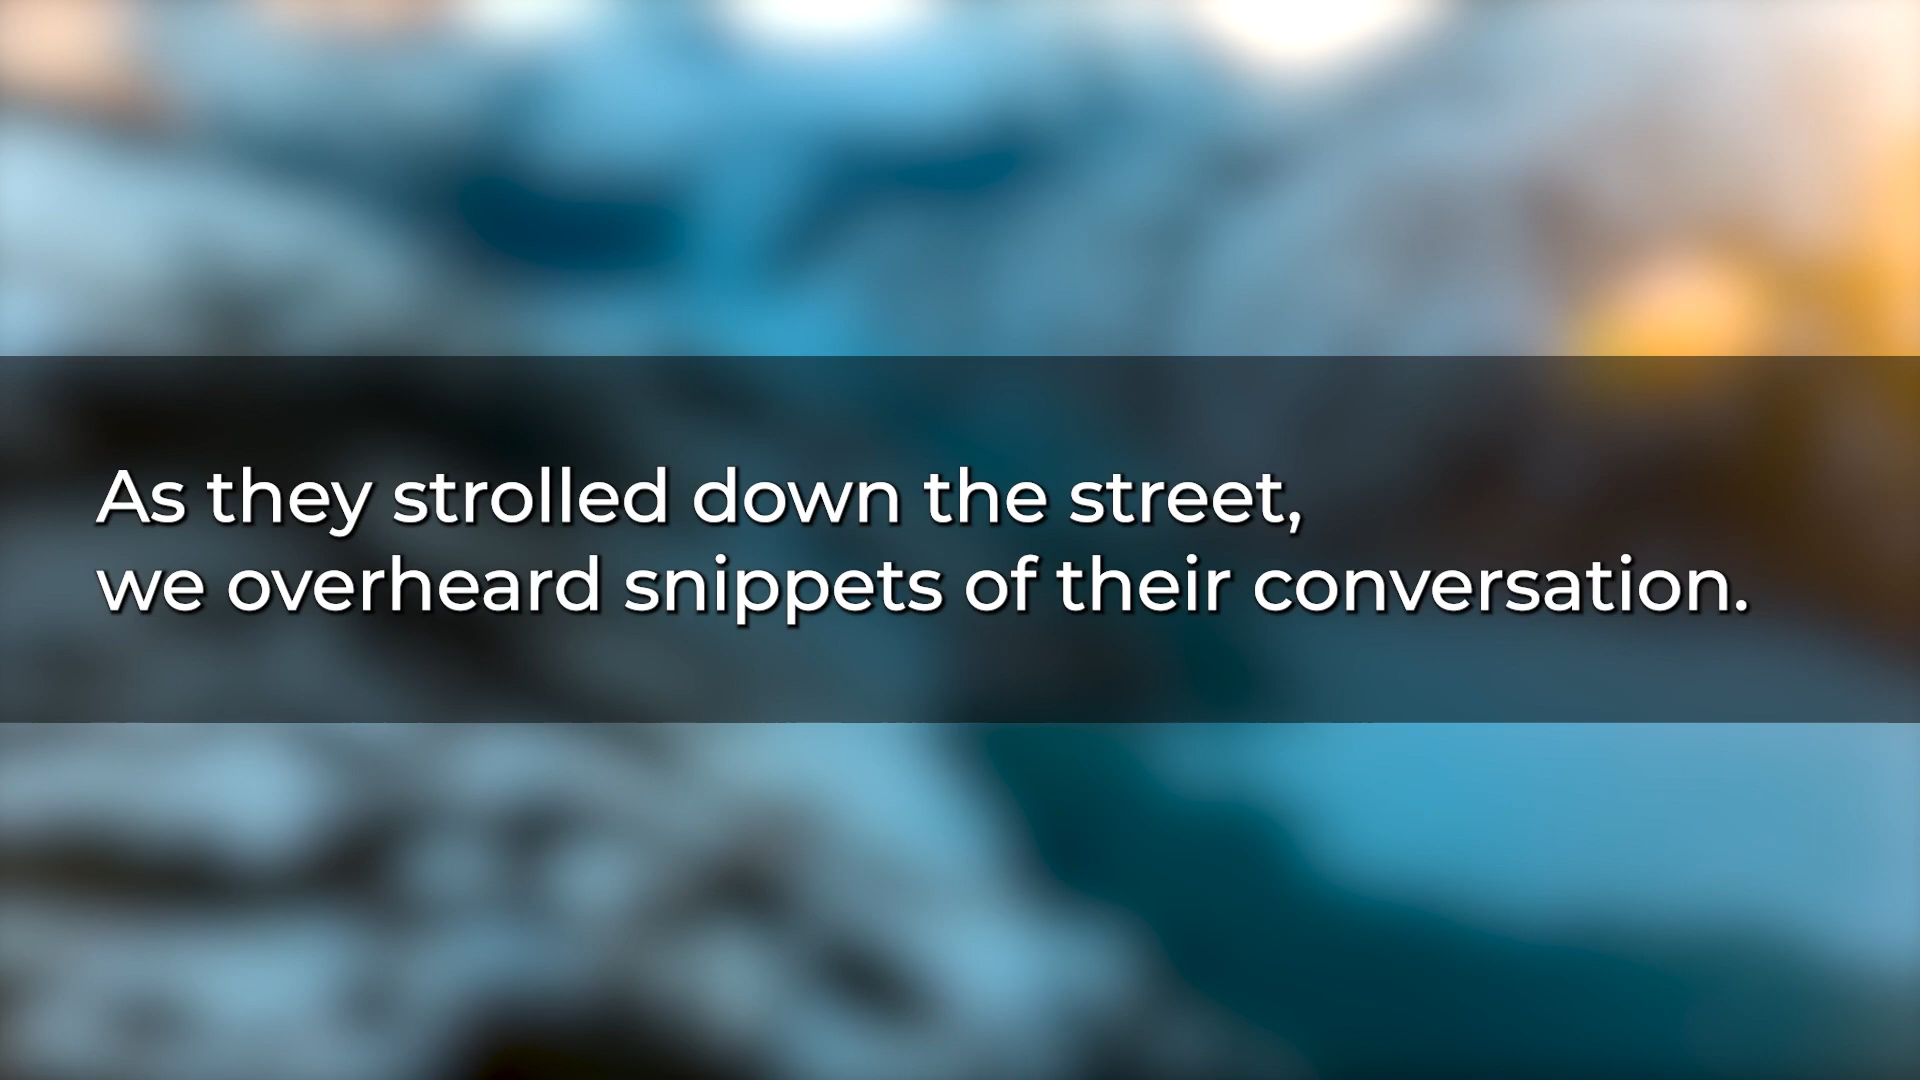 As they strolled down the street,
we overheard snippets of their conversation.